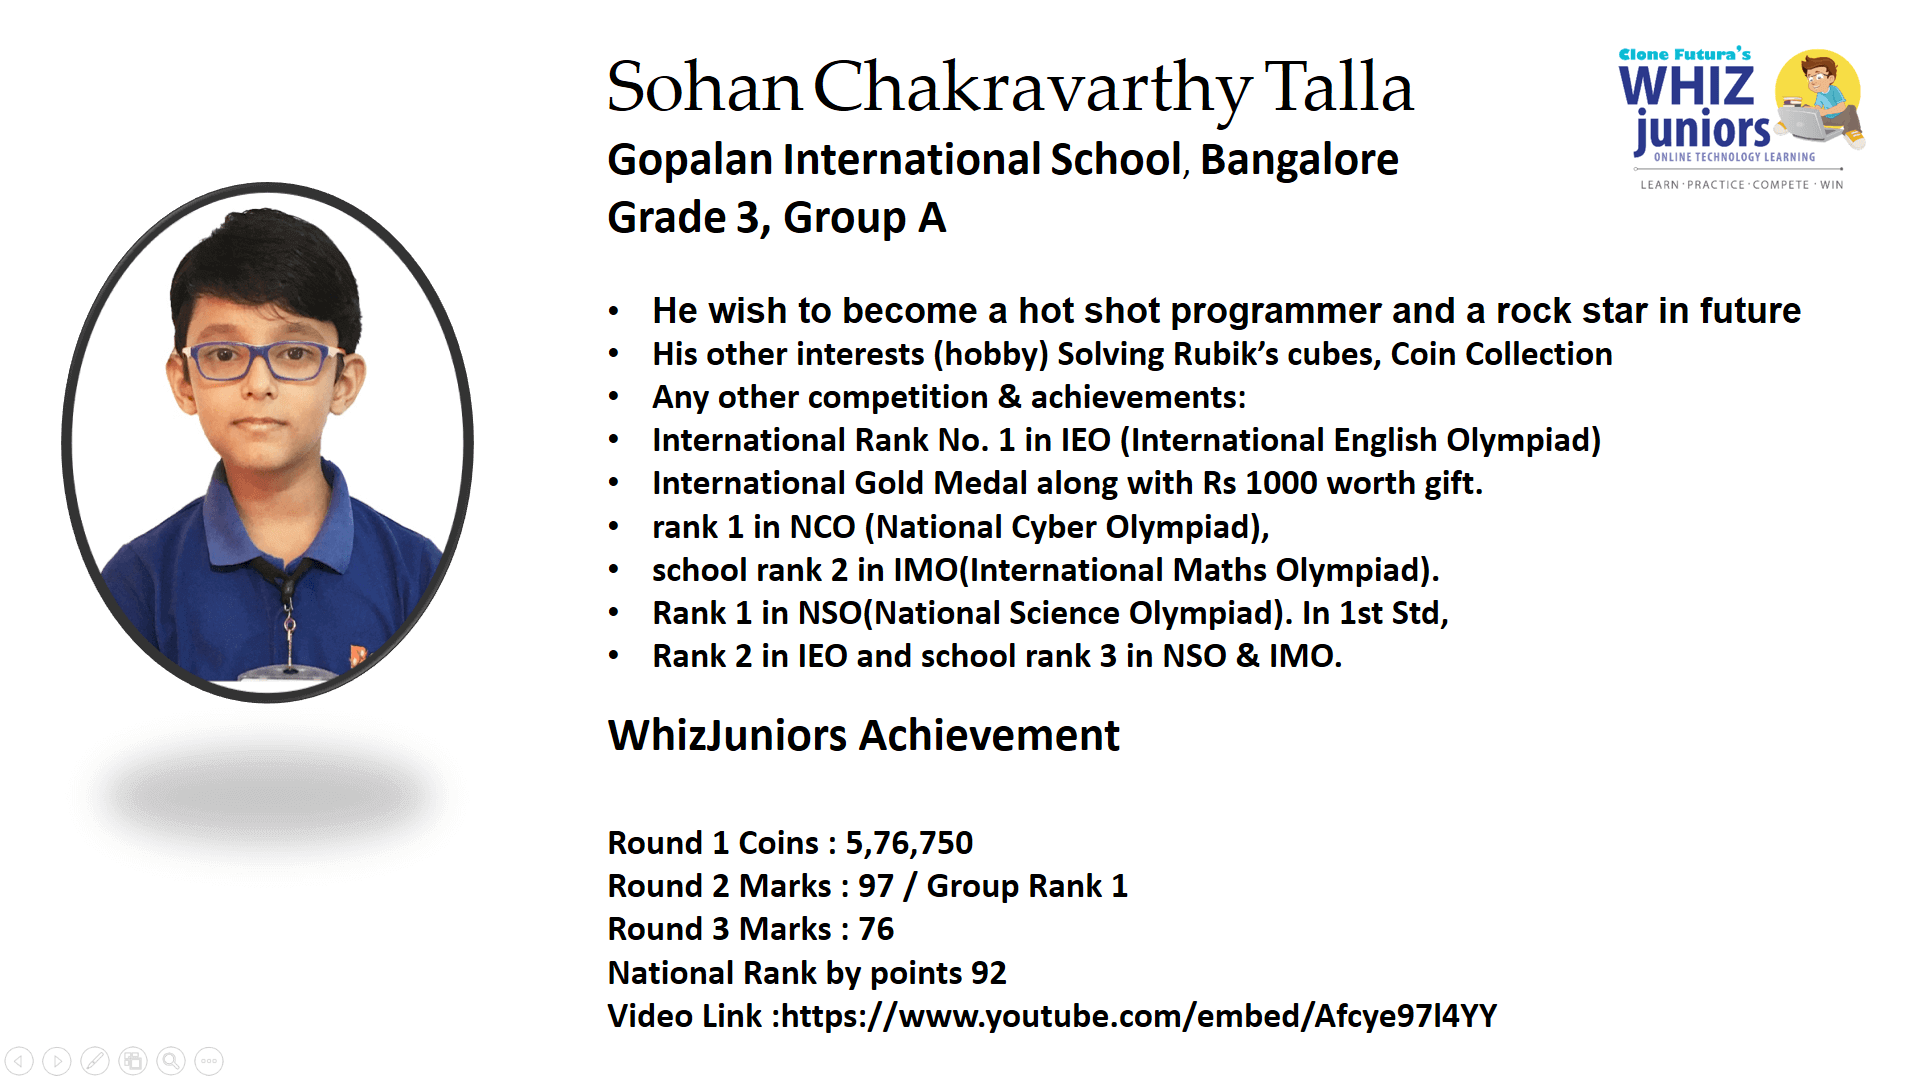 Sohan Chakravarthy Talla
Gopalan International School, Bangalore
Grade 3, Group A
Clone Futura's
WHIZ
juniors
ONLINE TECHNOLOGY LEARNING
LEARN · PRACTICE · COMPETE · WIN
• He wish to become a hot shot programmer and a rock star in future
• His other interests (hobby) Solving Rubik’s cubes, Coin Collection
• Any other competition & achievements:
• International Rank No. 1 in IEO (International English Olympiad)
• International Gold Medal along with Rs 1000 worth gift.
• rank 1 in NCO (National Cyber Olympiad),
• school rank 2 in IMO(International Maths Olympiad).
• Rank 1 in NSO(National Science Olympiad). In 1st Std,
• Rank 2 in IEO and school rank 3 in NSO & IMO.
WhizJuniors Achievement
Round 1 Coins : 5,76,750
Round 2 Marks : 97 / Group Rank 1
Round 3 Marks : 76
National Rank by points 92
Video Link :https://www.youtube.com/embed/Afcye97l4YY